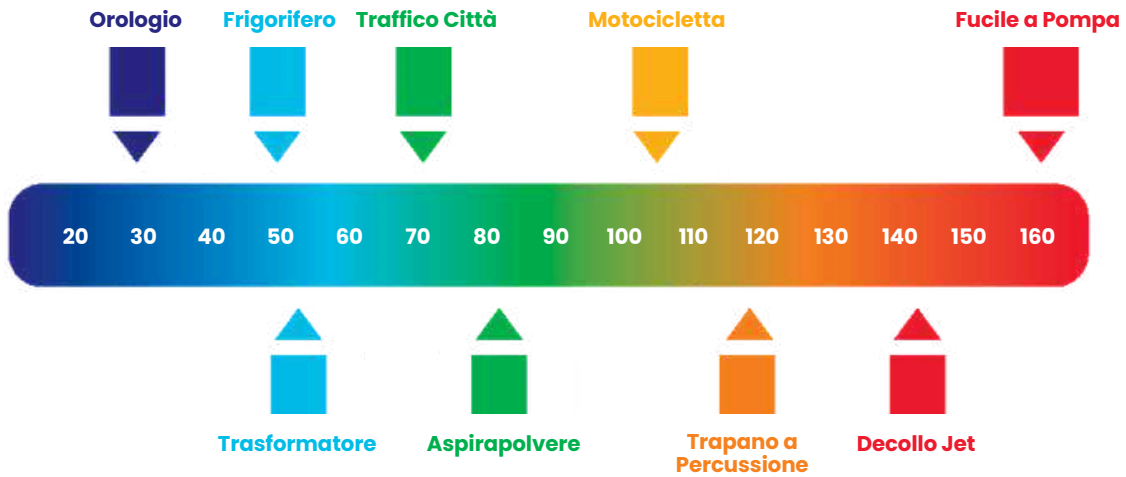 Orologio Frigorifero Traffico Città Motocicletta Fucile a Pompa
20 30 40 50 60 70 80 90 100 110 120 130 140 150 160
Trasformatore Aspirapolvere Trapano a Decollo Jet
Percussione